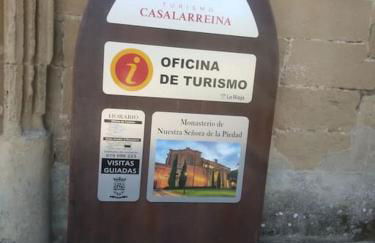 TURISMO
CASALARREINA
OFICINA
DE TURISMO
La Rioja
HORARIO
VISITAS
GUIADAS
Monasterio de
Nuestra Señora de la Piedad